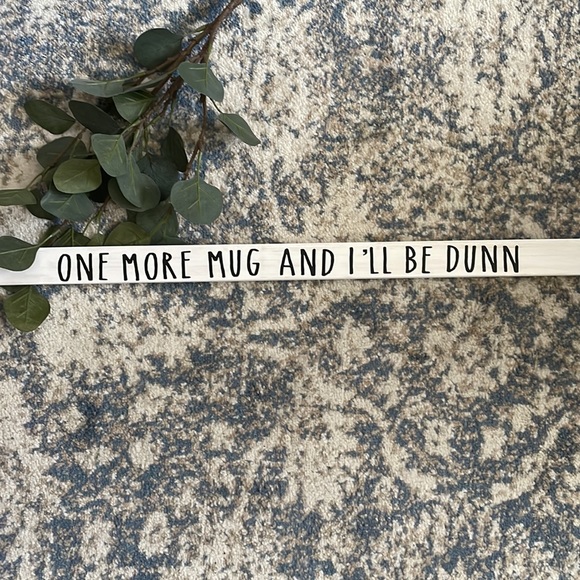 ONE MORE MUG AND I'LL BE DUNN